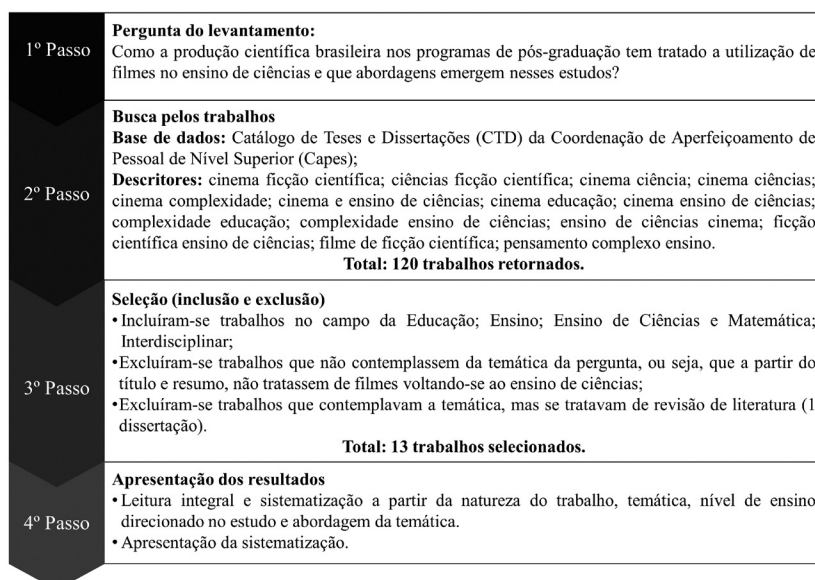 1º Passo
Pergunta do levantamento:
Como a produção científica brasileira nos programas de pós-graduação tem tratado a utilização de
filmes no ensino de ciências e que abordagens emergem nesses estudos?
2º Passo
Busca pelos trabalhos
Base de dados: Catálogo de Teses e Dissertações (CTD) da Coordenação de Aperfeiçoamento de
Pessoal de Nível Superior (Capes);
Descritores: cinema ficção científica; ciências ficção científica; cinema ciência; cinema ciências;
cinema complexidade; cinema e ensino de ciências; cinema educação; cinema ensino de ciências;
complexidade educação; complexidade ensino de ciências; ensino de ciências cinema; ficção
científica ensino de ciências; filme de ficção científica; pensamento complexo ensino.
Total: 120 trabalhos retornados.
3º Passo
Seleção (inclusão e exclusão)
• Incluíram-se trabalhos no campo da Educação; Ensino; Ensino de Ciências e Matemática;
Interdisciplinar;
• Excluíram-se trabalhos que não contemplassem da temática da pergunta, ou seja, que a partir do
título e resumo, não tratassem de filmes voltando-se ao ensino de ciências;
• Excluíram-se trabalhos que contemplavam a temática, mas se tratavam de revisão de literatura (1
dissertação).
Total: 13 trabalhos selecionados.
4º Passo
Apresentação dos resultados
• Leitura integral e sistematização a partir da natureza do trabalho, temática, nível de ensino
direcionado no estudo e abordagem da temática.
• Apresentação da sistematização.